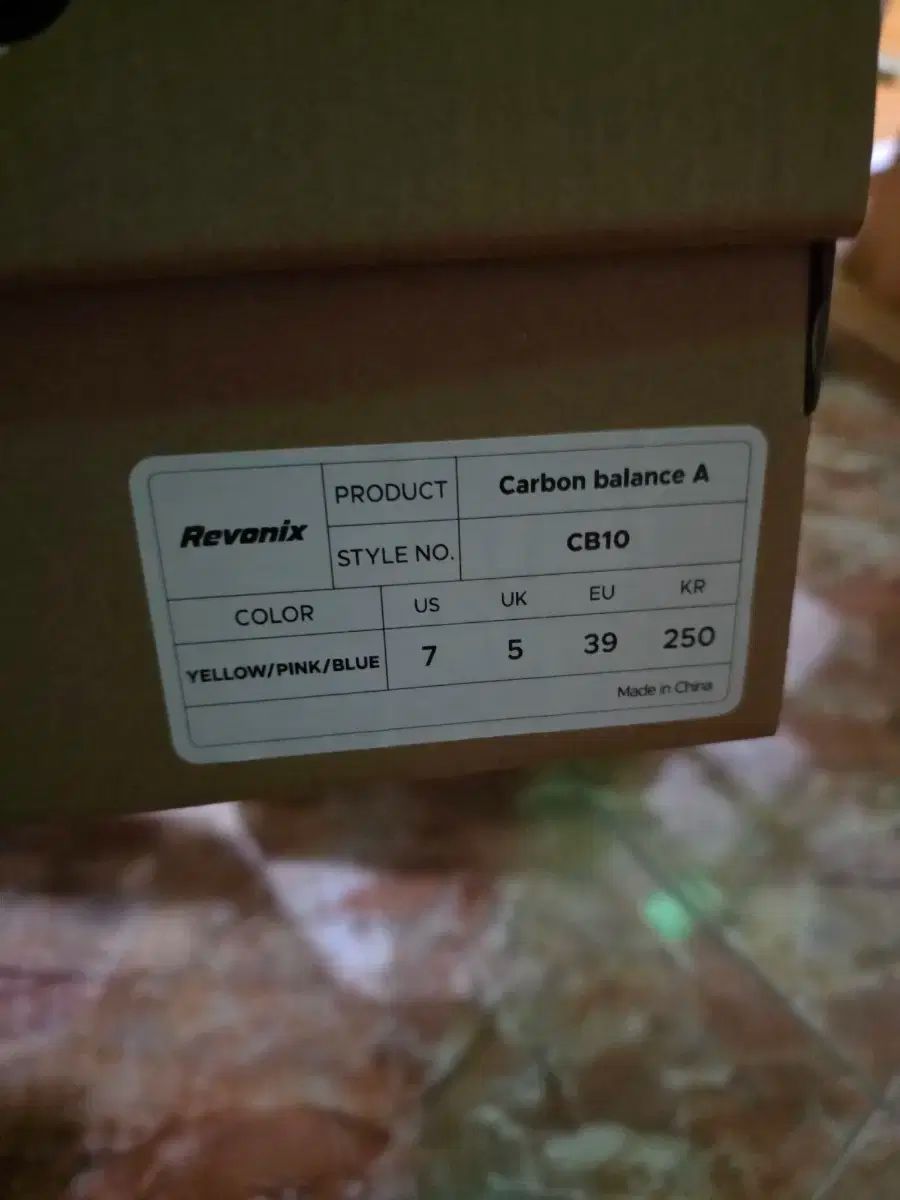 Revonix
PRODUCT
Carbon balance A
STYLE NO.
CB10
COLOR
US
UK
EU
KR
YELLOW/PINK/BLUE
7
5
39
250
Made in China